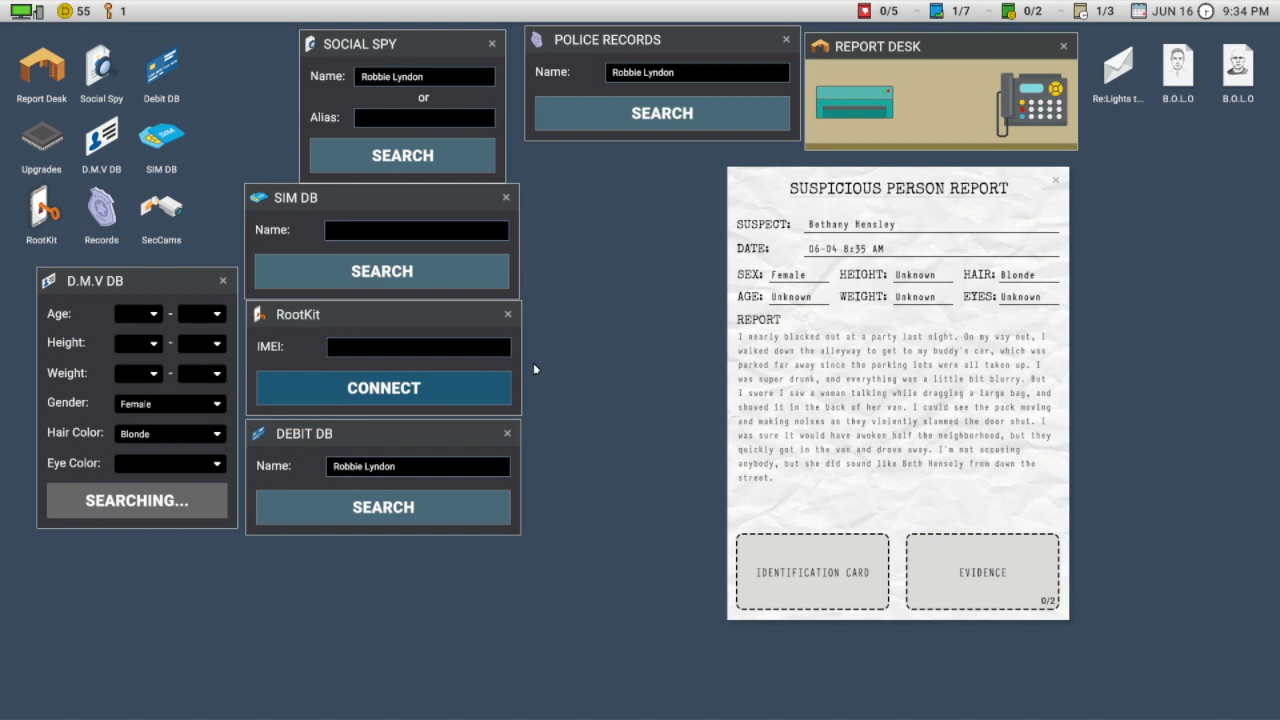 55
1
0/5
1/7
0/2
1/3
JUN 16
9:34 PM
Report Desk
Social Spy
Debit DB
Upgrades
D.M.V DB
SIM DB
RootKit
Records
SecCams
Re:Lights t...
B.O.L.O
B.O.L.O
SOCIAL SPY
Name: Robbie Lyndon
or
Alias:
SEARCH
POLICE RECORDS
Name: Robbie Lyndon
SEARCH
REPORT DESK
SIM DB
Name:
SEARCH
RootKit
IMEI:
CONNECT
DEBIT DB
Name: Robbie Lyndon
SEARCH
D.M.V DB
Age: -
Height: -
Weight: -
Gender: Female
Hair Color: Blonde
Eye Color:
SEARCHING...
SUSPICIOUS PERSON REPORT
SUSPECT: Bethany Hensley
DATE: 06-04 8:35 AM
SEX: Female HEIGHT: Unknown HAIR: Blonde
AGE: Unknown WEIGHT: Unknown EYES: Unknown
REPORT
I nearly blacked out at a party last night. On my way out, I
walked down the alleyway to get to my buddy's car, which was
parked far away since the parking lots were all taken up. I
was super drunk, and everything was a little bit blurry. But
I swore I saw a woman talking while dragging a large bag, and
shoved it in the back of her van. I could see the pack moving
and making noises as they violently slammed the door shut. I
was sure it would have awoken half the neighborhood, but they
quickly got in the van and drove away. I'm not accusing
anybody, but she did sound like Beth Hensely from down the
street.
IDENTIFICATION CARD
EVIDENCE
0/2